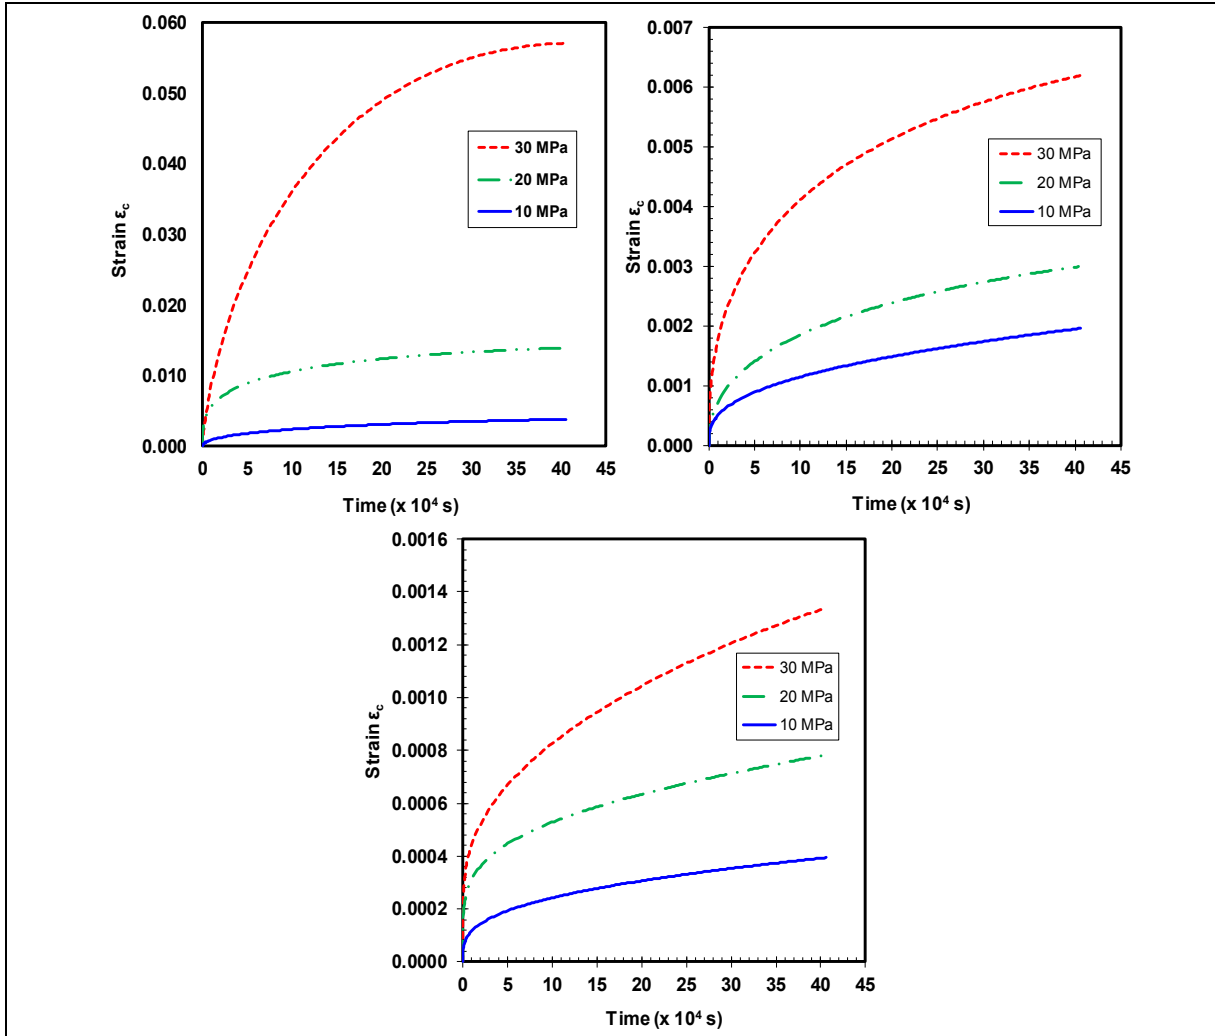 0.060
0.050
0.040
0.030
0.020
0.010
0.000
Strain εc
30 MPa
20 MPa
10 MPa
0 5 10 15 20 25 30 35 40 45
Time (x 10⁴ s)
0.007
0.006
0.005
0.004
0.003
0.002
0.001
0.000
Strain εc
30 MPa
20 MPa
10 MPa
0 5 10 15 20 25 30 35 40 45
Time (x 10⁴ s)
0.0016
0.0014
0.0012
0.0010
0.0008
0.0006
0.0004
0.0002
0.0000
Strain εc
30 MPa
20 MPa
10 MPa
0 5 10 15 20 25 30 35 40 45
Time (x 10⁴ s)